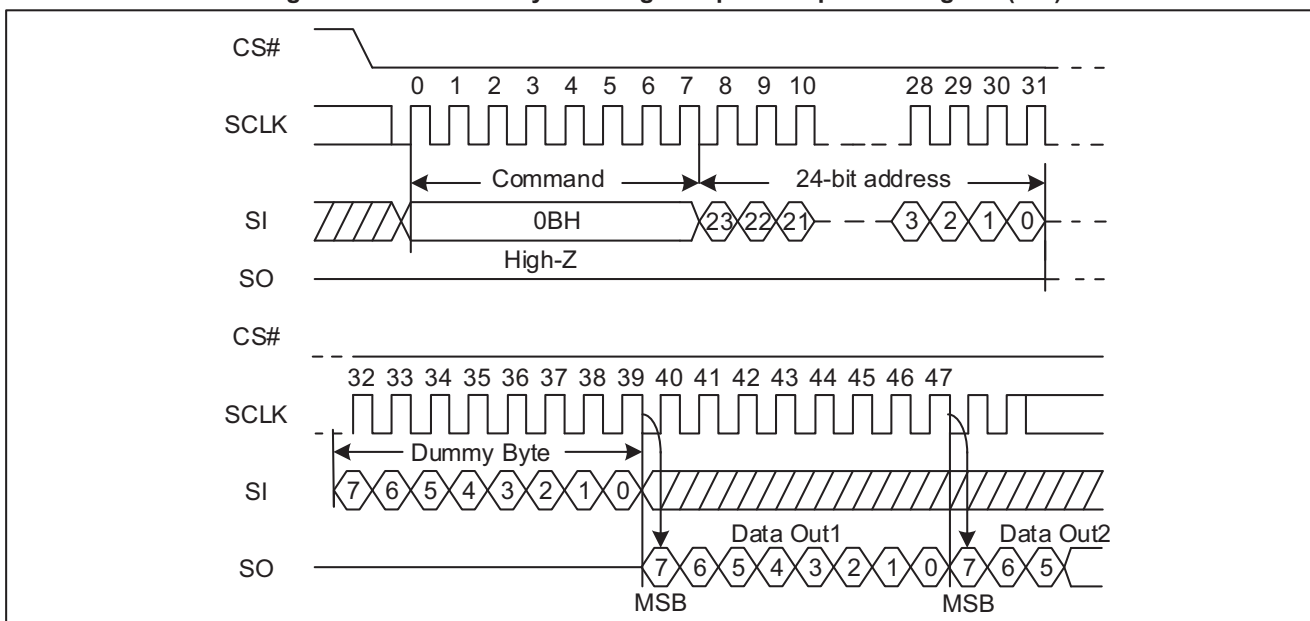 CS#
0 1 2 3 4 5 6 7 8 9 10 28 29 30 31
SCLK
Command 24-bit address
SI 0BH 23 22 21 3 2 1 0
High-Z
SO
CS#
32 33 34 35 36 37 38 39 40 41 42 43 44 45 46 47
SCLK
Dummy Byte
SI 7 6 5 4 3 2 1 0
Data Out1 Data Out2
SO 7 6 5 4 3 2 1 0 7 6 5
MSB MSB